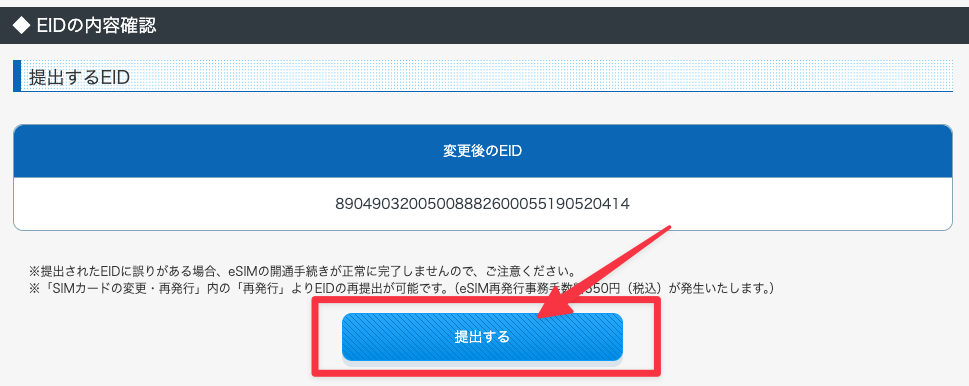 ◆ EIDの内容確認
提出するEID
変更後のEID
89049032005008882600055190520414
※提出されたEIDに誤りがある場合、eSIMの開通手続きが正常に完了しませんので、ご注意ください。
※「SIMカードの変更・再発行」内の「再発行」よりEIDの再提出が可能です。（eSIM再発行事務手数 550円（税込）が発生いたします。）
提出する